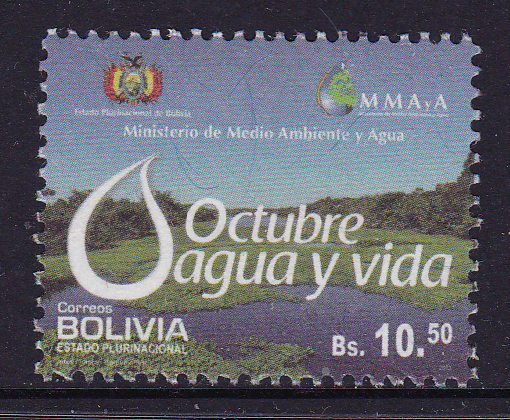 Estado Plurinacional de Bolivia
MMAyA
Ministerio de Medio Ambiente y Agua
Octubre
agua y vida
Correos
BOLIVIA
ESTADO PLURINACIONAL
Bs. 10.50